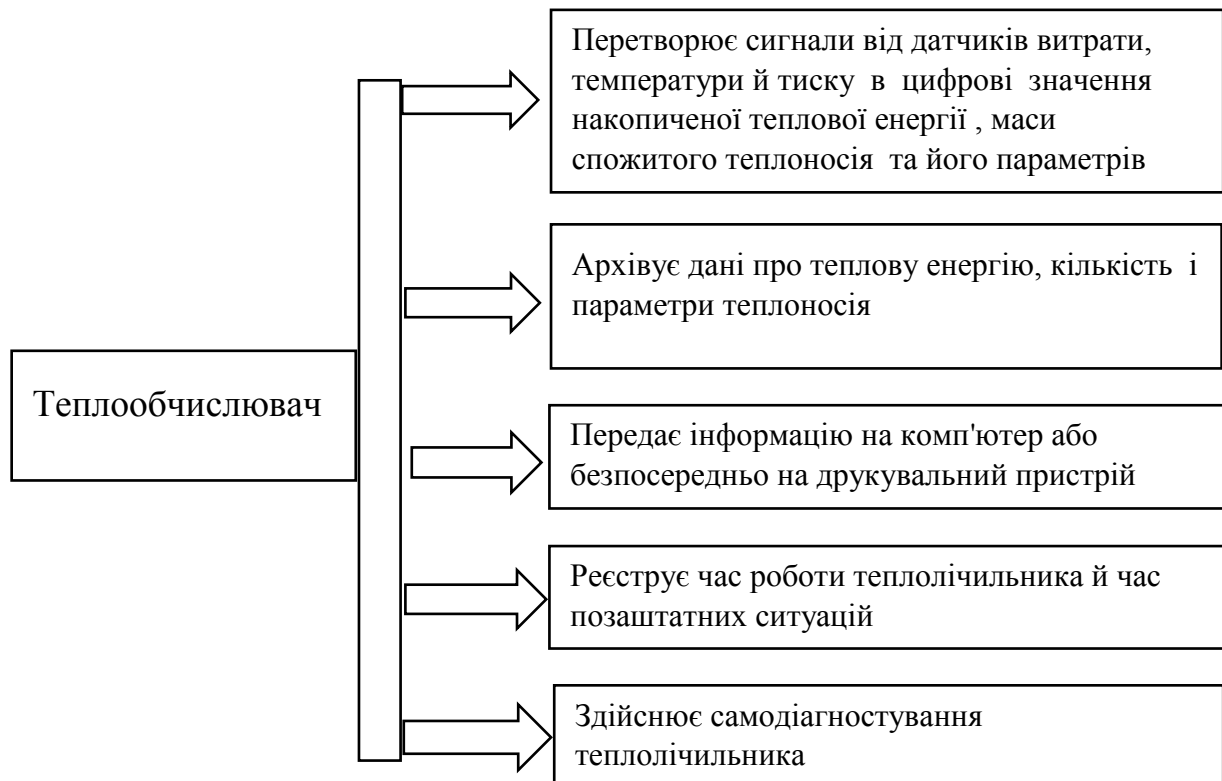 Перетворює сигнали від датчиків витрати,
температури й тиску в цифрові значення
накопиченої теплової енергії , маси
спожитого теплоносія та його параметрів
Архівує дані про теплову енергію, кількість і
параметри теплоносія
Теплообчислювач
Передає інформацію на комп'ютер або
безпосередньо на друкувальний пристрій
Реєструє час роботи теплолічильника й час
позаштатних ситуацій
Здійснює самодіагностування
теплолічильника